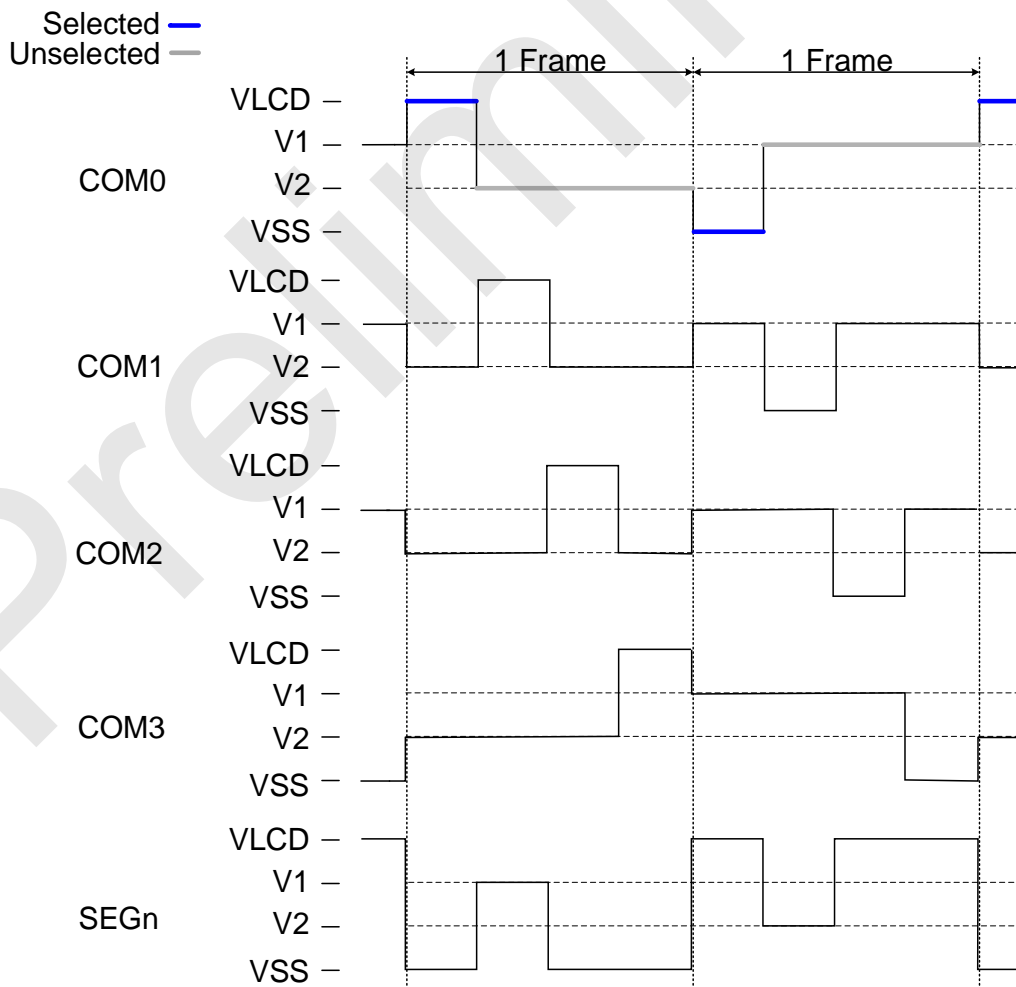 Selected
Unselected
1 Frame 1 Frame
VLCD
V1
COM0
V2
VSS
VLCD
V1
COM1
V2
VSS
VLCD
V1
COM2
V2
VSS
VLCD
V1
COM3
V2
VSS
VLCD
V1
SEGn
V2
VSS
Prelimi